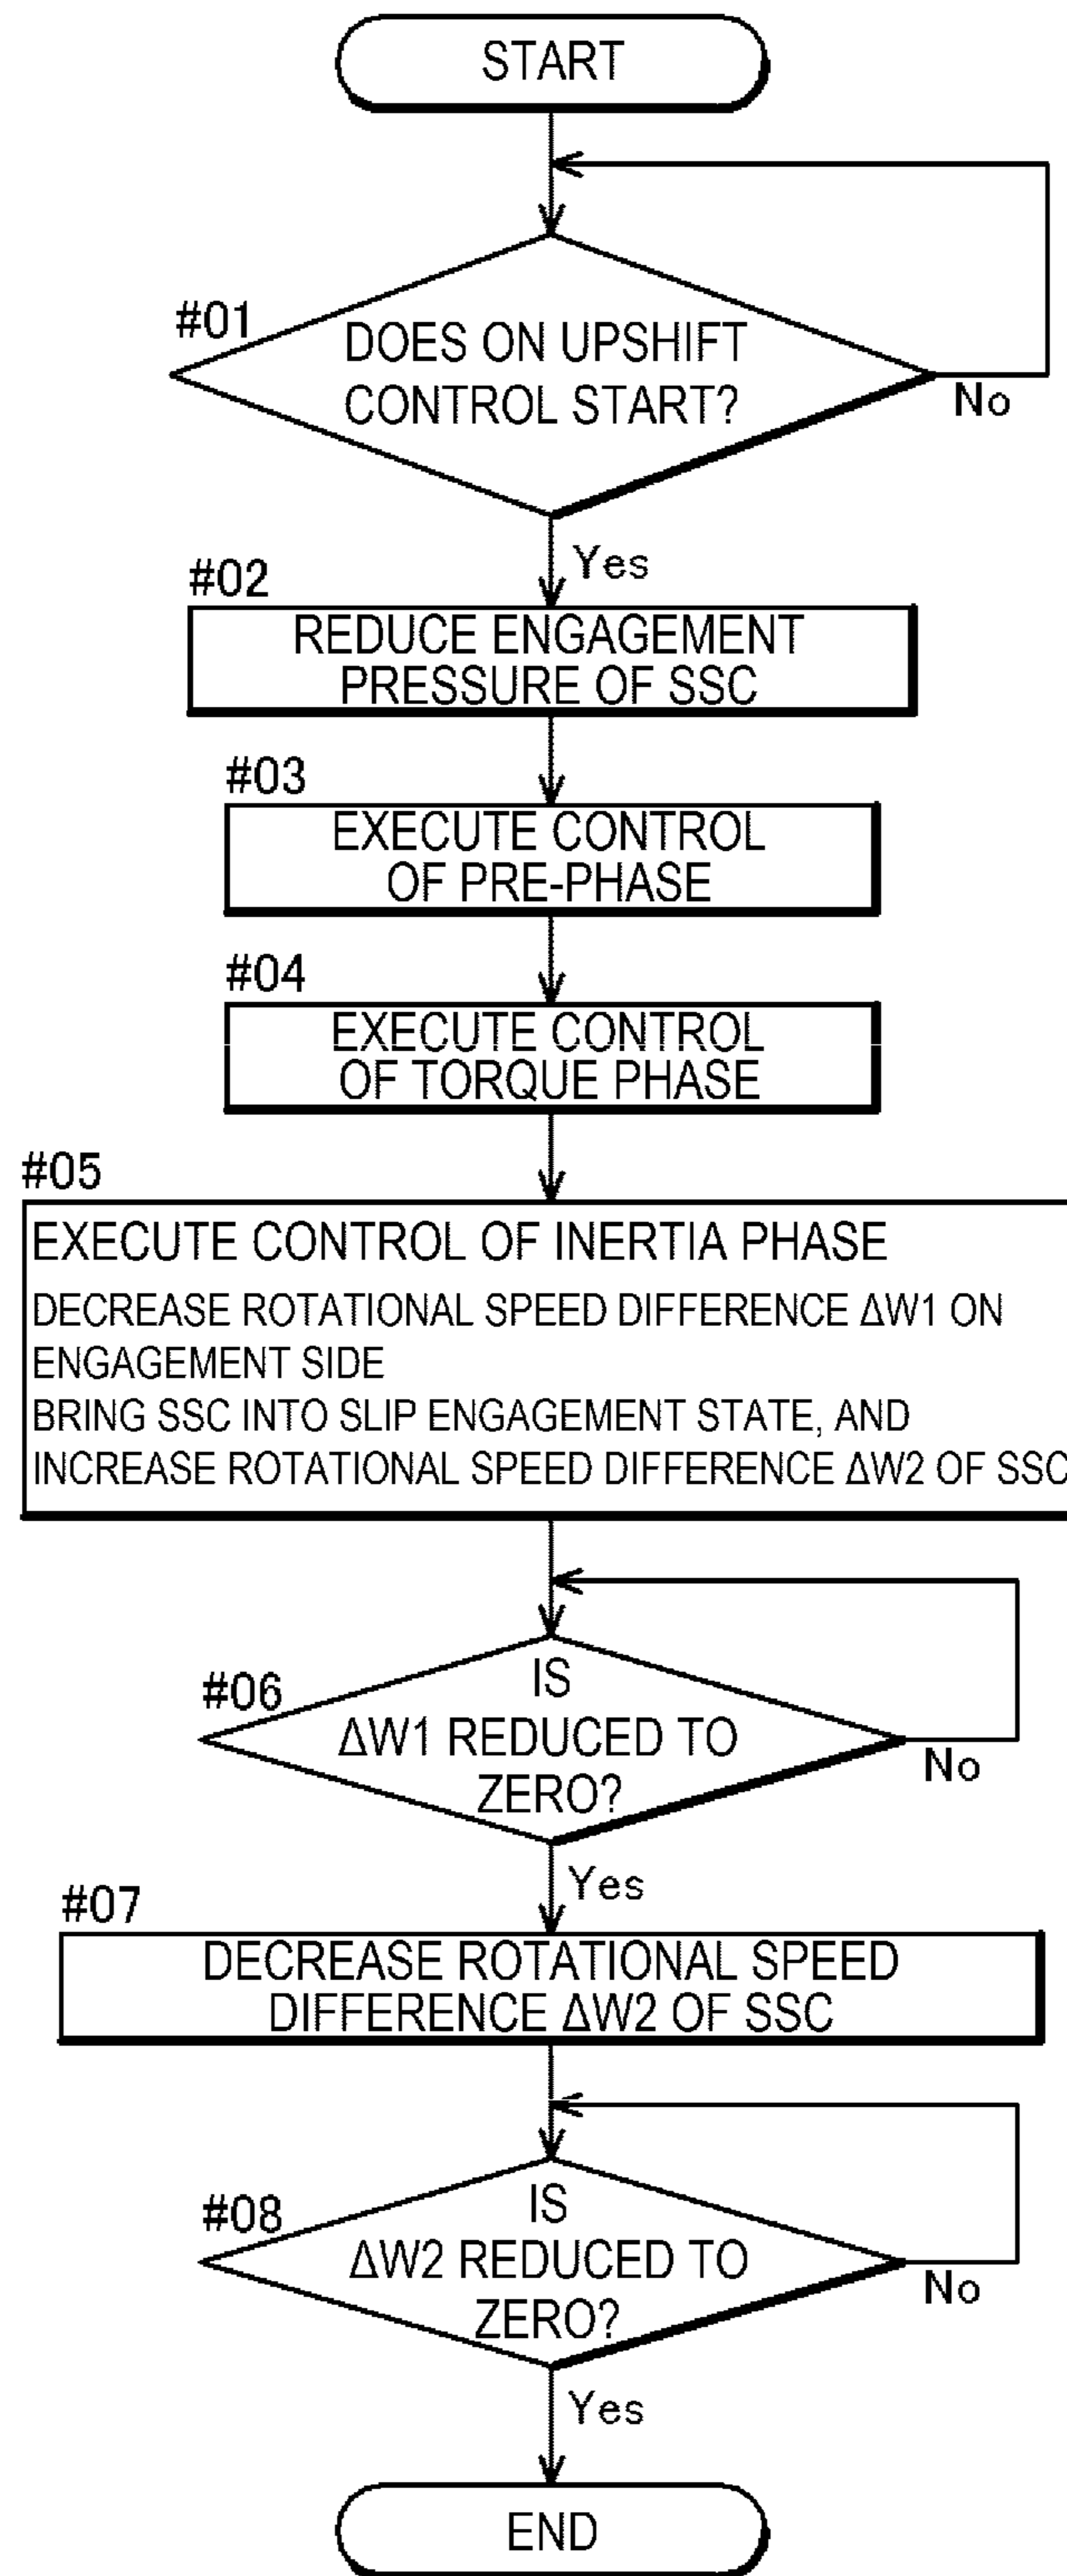 START
#01
DOES ON UPSHIFT
CONTROL START?
No
Yes
#02
REDUCE ENGAGEMENT
PRESSURE OF SSC
#03
EXECUTE CONTROL
OF PRE-PHASE
#04
EXECUTE CONTROL
OF TORQUE PHASE
#05
EXECUTE CONTROL OF INERTIA PHASE
DECREASE ROTATIONAL SPEED DIFFERENCE ΔW1 ON
ENGAGEMENT SIDE
BRING SSC INTO SLIP ENGAGEMENT STATE, AND
INCREASE ROTATIONAL SPEED DIFFERENCE ΔW2 OF SSC
#06
IS
ΔW1 REDUCED TO
ZERO?
No
Yes
#07
DECREASE ROTATIONAL SPEED
DIFFERENCE ΔW2 OF SSC
#08
IS
ΔW2 REDUCED TO
ZERO?
No
Yes
END